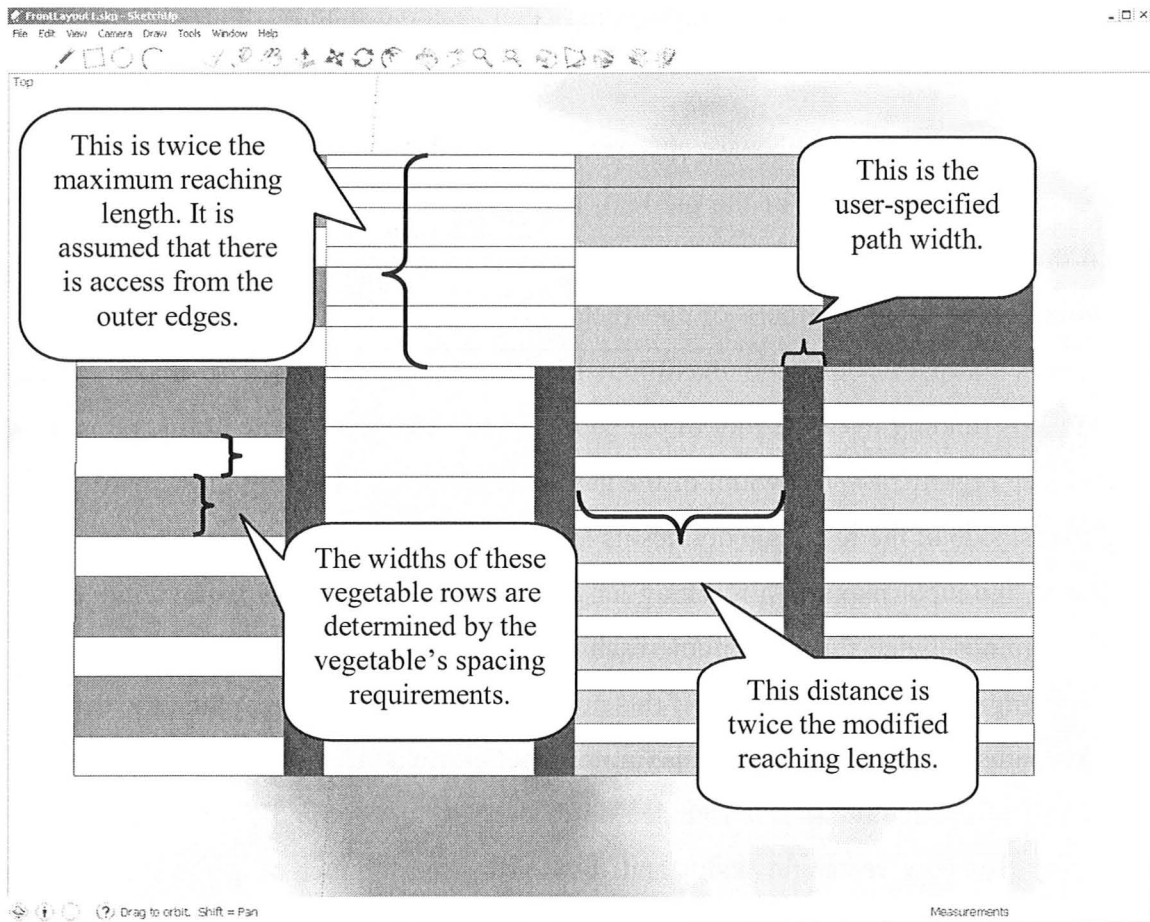 FrontLayout1.skp - SketchUp
File Edit View Camera Draw Tools Window Help
Top
This is twice the
maximum reaching
length. It is
assumed that there
is access from the
outer edges.
This is the
user-specified
path width.
The widths of these
vegetable rows are
determined by the
vegetable's spacing
requirements.
This distance is
twice the modified
reaching lengths.
Drag to orbit. Shift = Pan
Measurements